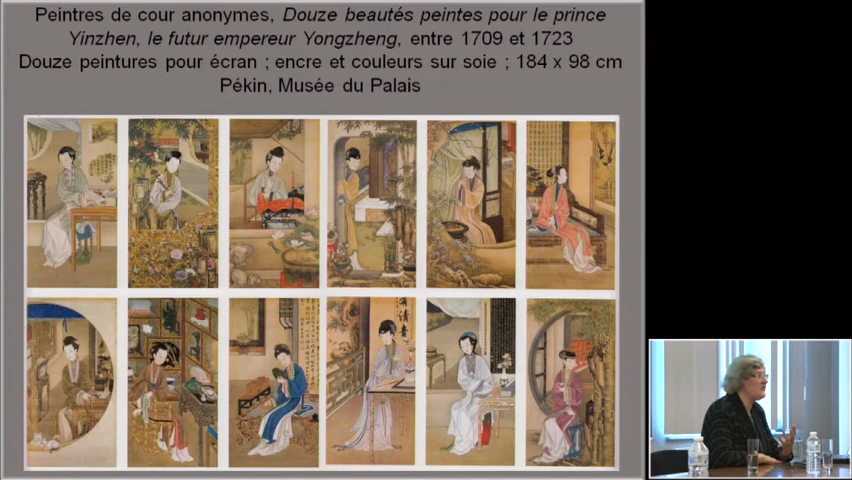 Peintres de cour anonymes, Douze beautés peintes pour le prince
Yinzhen, le futur empereur Yongzheng, entre 1709 et 1723
Douze peintures pour écran ; encre et couleurs sur soie ; 184 x 98 cm
Pékin, Musée du Palais